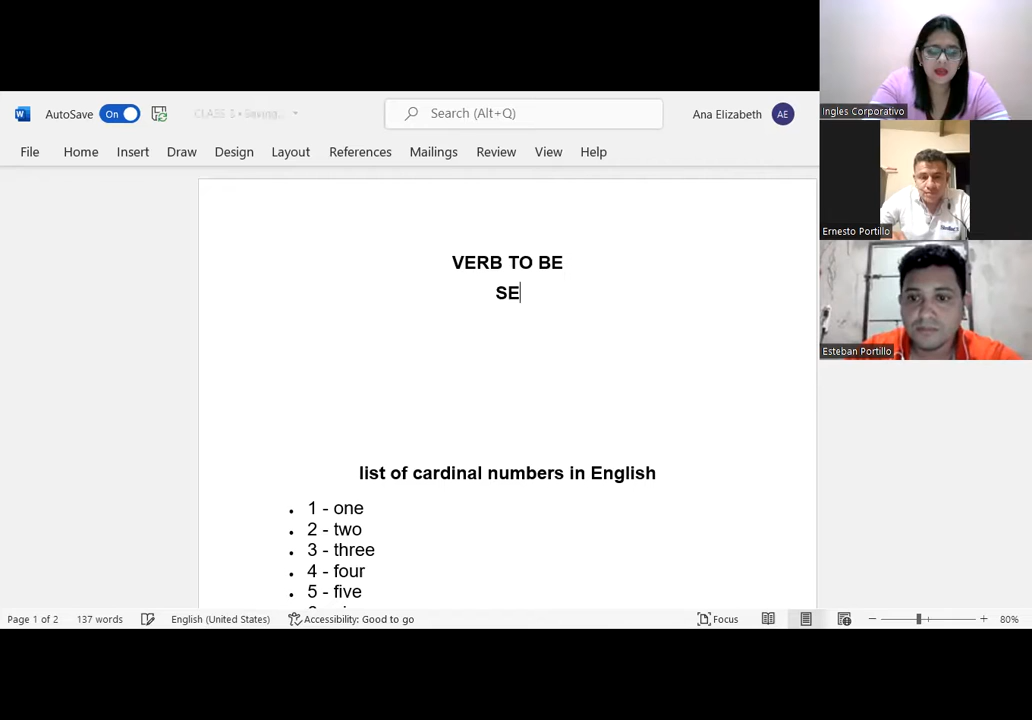 AutoSave On Search (Alt+Q) Ana Elizabeth AE
File Home Insert Draw Design Layout References Mailings Review View Help
VERB TO BE
SE
list of cardinal numbers in English
1 - one
2 - two
3 - three
4 - four
5 - five
Page 1 of 2 137 words English (United States) Accessibility: Good to go Focus 80%
Ingles Corporativo
Ernesto Portillo
Esteban Portillo